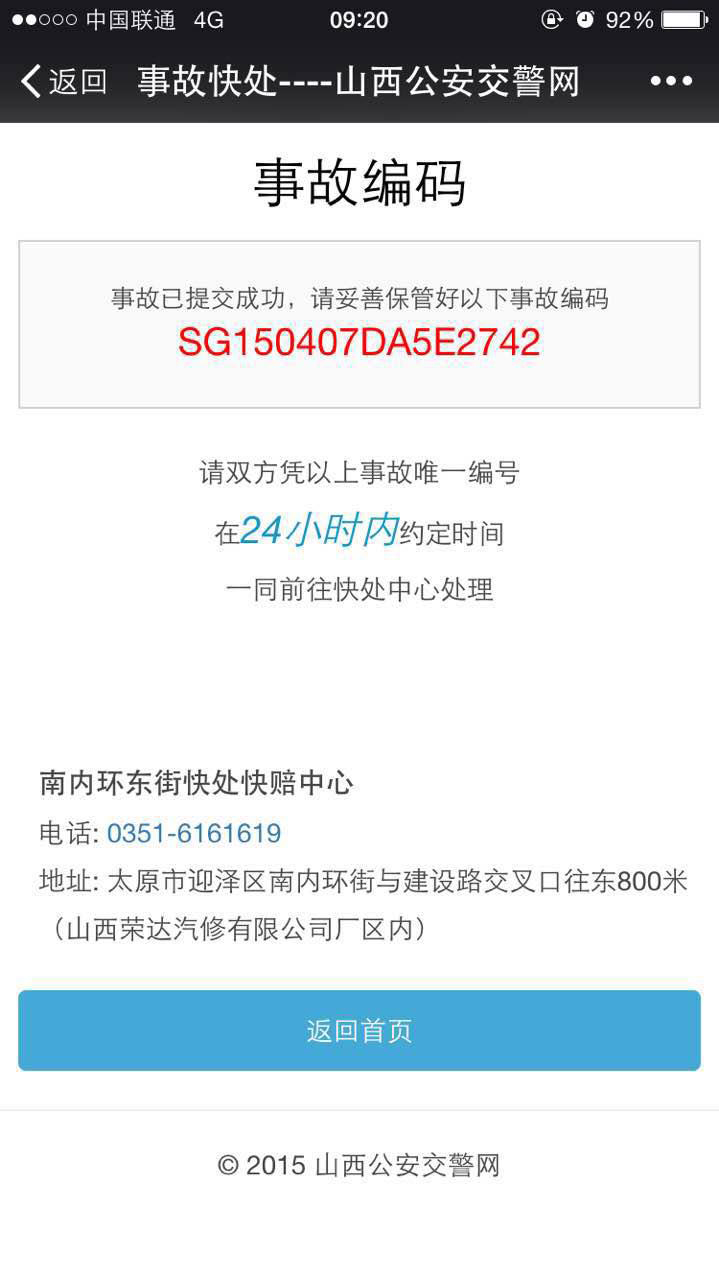 中国联通 4G 09:20 92%
返回 事故快处----山西公安交警网
事故编码
事故已提交成功，请妥善保管好以下事故编码
SG150407DA5E2742
请双方凭以上事故唯一编号
在24小时内约定时间
一同前往快处中心处理
南内环东街快处快赔中心
电话: 0351-6161619
地址: 太原市迎泽区南内环街与建设路交叉口往东800米
（山西荣达汽修有限公司厂区内）
返回首页
© 2015 山西公安交警网